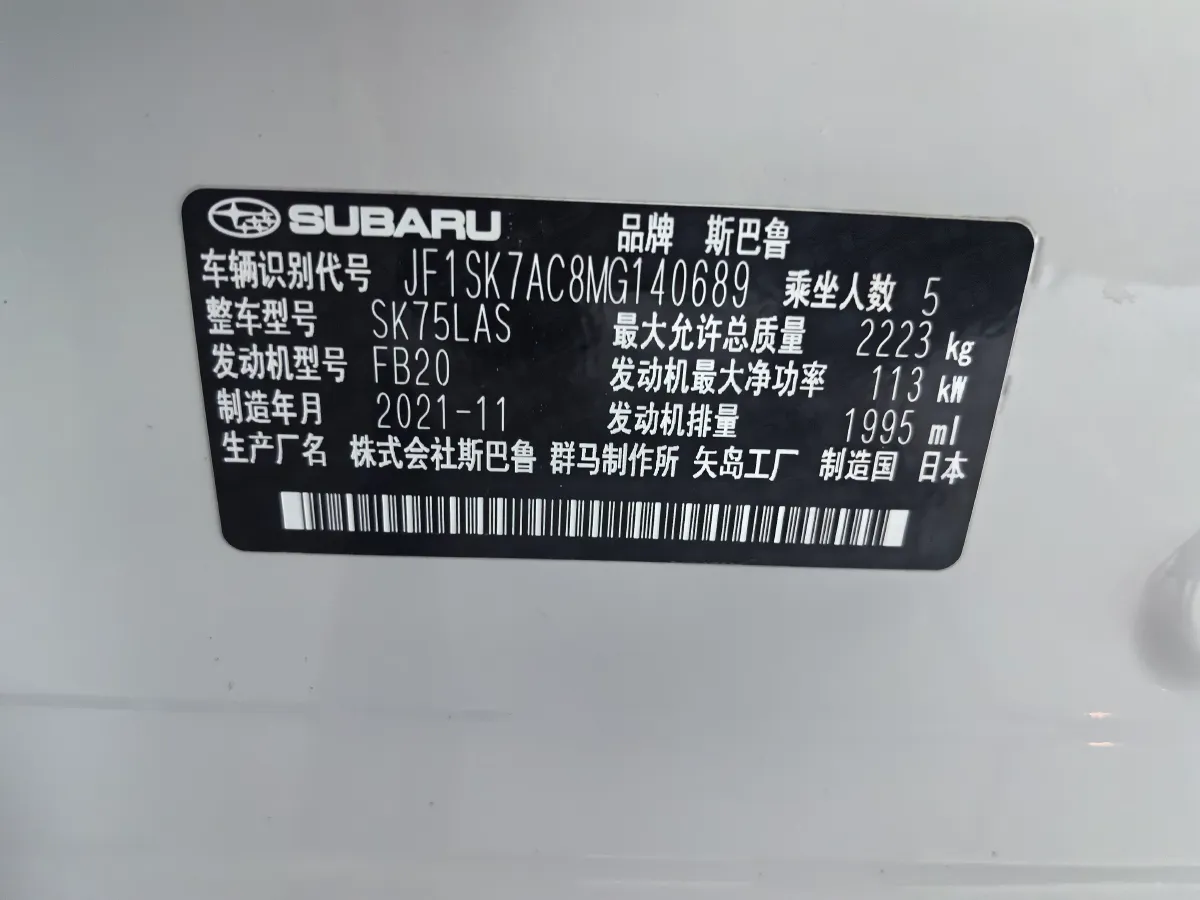 SUBARU 品牌 斯巴鲁
车辆识别代号 JF1SK7AC8MG140689 乘坐人数 5
整车型号 SK75LAS 最大允许总质量 2223 kg
发动机型号 FB20 发动机最大净功率 113 kW
制造年月 2021-11 发动机排量 1995 ml
生产厂名 株式会社斯巴鲁 群马制作所 矢岛工厂 制造国 日本